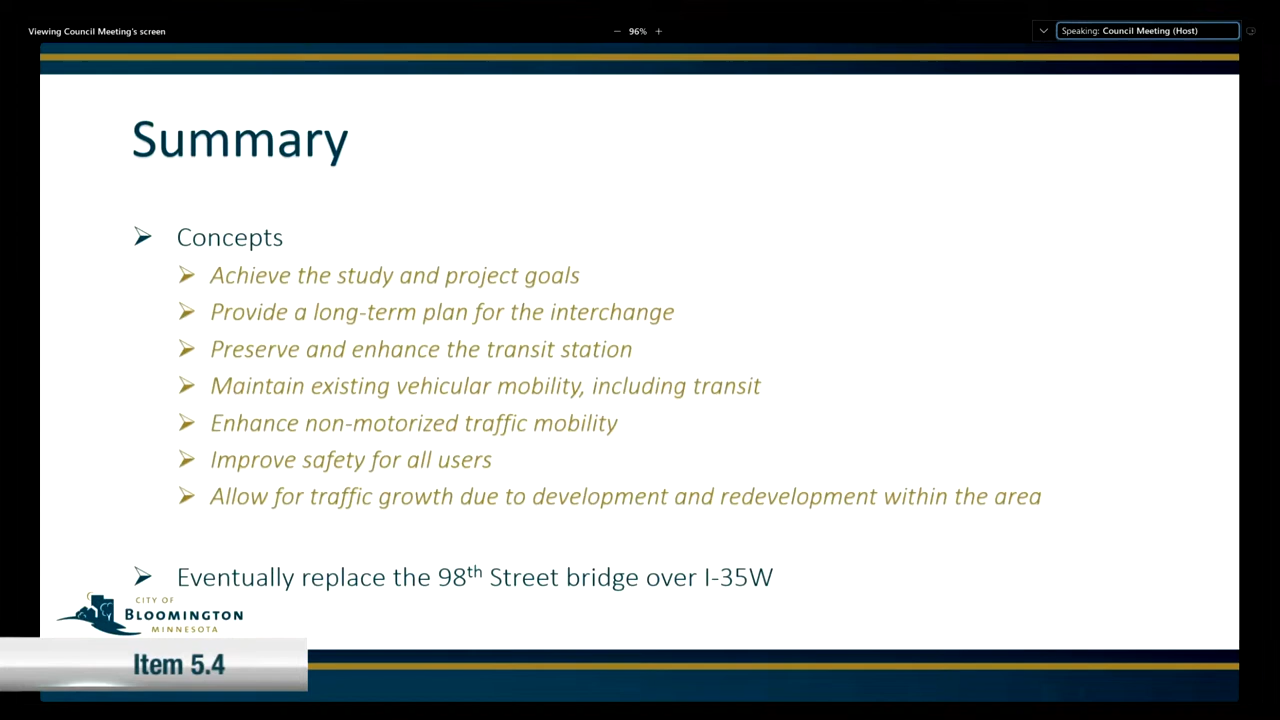 Viewing Council Meeting's screen
− 96% +
Speaking: Council Meeting (Host)
Summary
Concepts
Achieve the study and project goals
Provide a long-term plan for the interchange
Preserve and enhance the transit station
Maintain existing vehicular mobility, including transit
Enhance non-motorized traffic mobility
Improve safety for all users
Allow for traffic growth due to development and redevelopment within the area
Eventually replace the 98th Street bridge over I-35W
CITY OF
BLOOMINGTON
MINNESOTA
Item 5.4